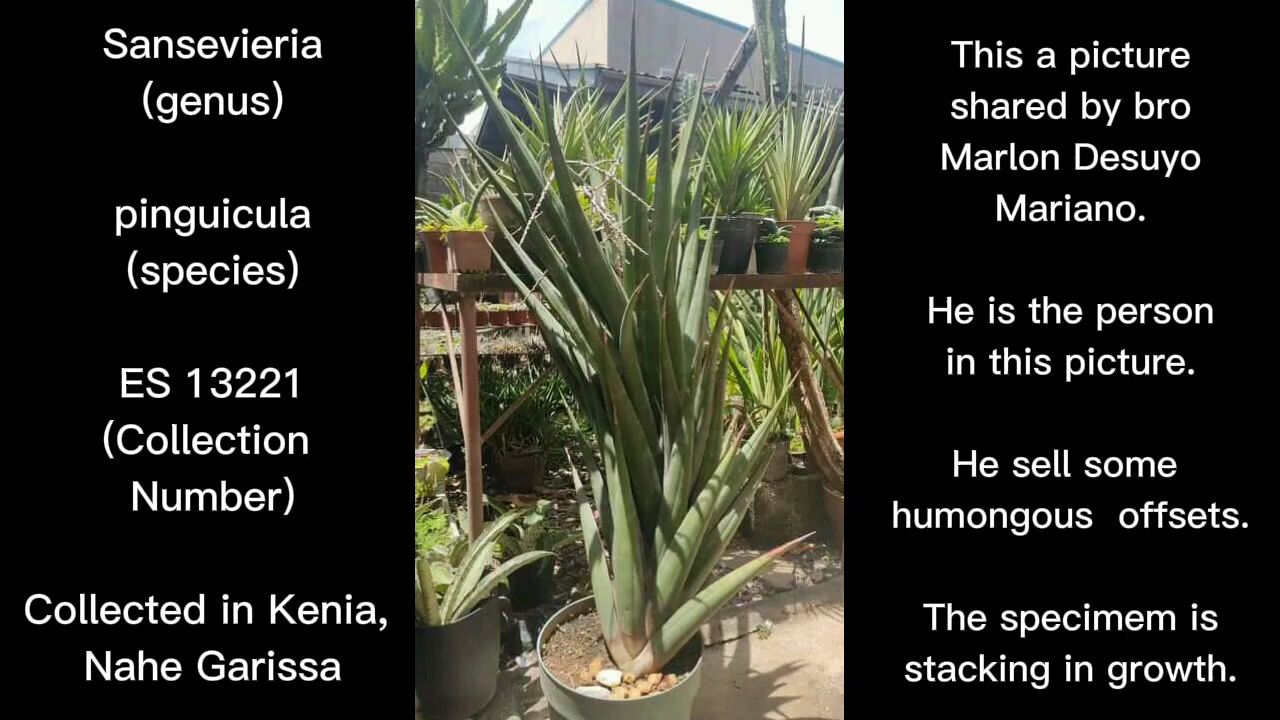 Sansevieria
(genus)
pinguicula
(species)
ES 13221
(Collection
Number)
Collected in Kenia,
Nahe Garissa
This a picture
shared by bro
Marlon Desuyo
Mariano.
He is the person
in this picture.
He sell some
humongous  offsets.
The specimem is
stacking in growth.